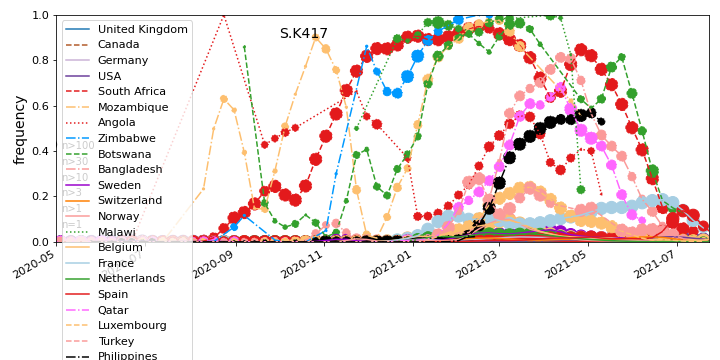 S.K417
frequency
1.0
0.8
0.6
0.4
0.2
0.0
United Kingdom
Canada
Germany
USA
South Africa
Mozambique
Angola
Zimbabwe
Botswana
Bangladesh
Sweden
Switzerland
Norway
Malawi
Belgium
France
Netherlands
Spain
Qatar
Luxembourg
Turkey
Philippines
n>100
n>30
n>10
n>3
n>1
n=1
2020-05
2020-07
2020-09
2020-11
2021-01
2021-03
2021-05
2021-07